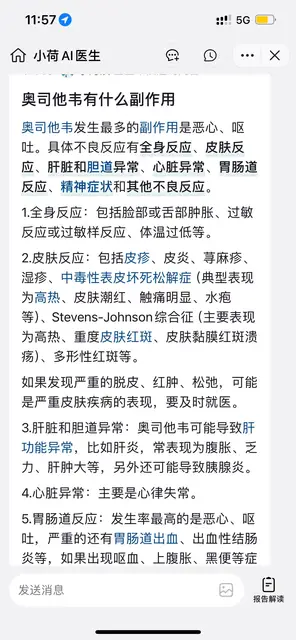 11:57
5G
小荷AI医生
奥司他韦有什么副作用
奥司他韦发生最多的副作用是恶心、呕
吐。具体不良反应有全身反应、皮肤反
应、肝脏和胆道异常、心脏异常、胃肠道
反应、精神症状和其他不良反应。
1.全身反应：包括脸部或舌部肿胀、过敏
反应或过敏样反应、体温过低等。
2.皮肤反应：包括皮疹、皮炎、荨麻疹、
湿疹、中毒性表皮坏死松解症 (典型表现
为高热、皮肤潮红、触痛明显、水疱
等)、Stevens-Johnson综合征 (主要表现
为高热、重度皮肤红斑、皮肤黏膜红斑溃
疡)、多形性红斑等。
如果发现严重的脱皮、红肿、松弛，可能
是严重皮肤疾病的表现，要及时就医。
3.肝脏和胆道异常：奥司他韦可能导致肝
功能异常，比如肝炎，常表现为腹胀、乏
力、肝肿大等，另外还可能导致胰腺炎。
4.心脏异常：主要是心律失常。
5.胃肠道反应：发生率最高的是恶心、呕
吐，严重的还有胃肠道出血、出血性结肠
炎等，如果出现呕血、上腹胀、黑便等症
发送消息
报告解读